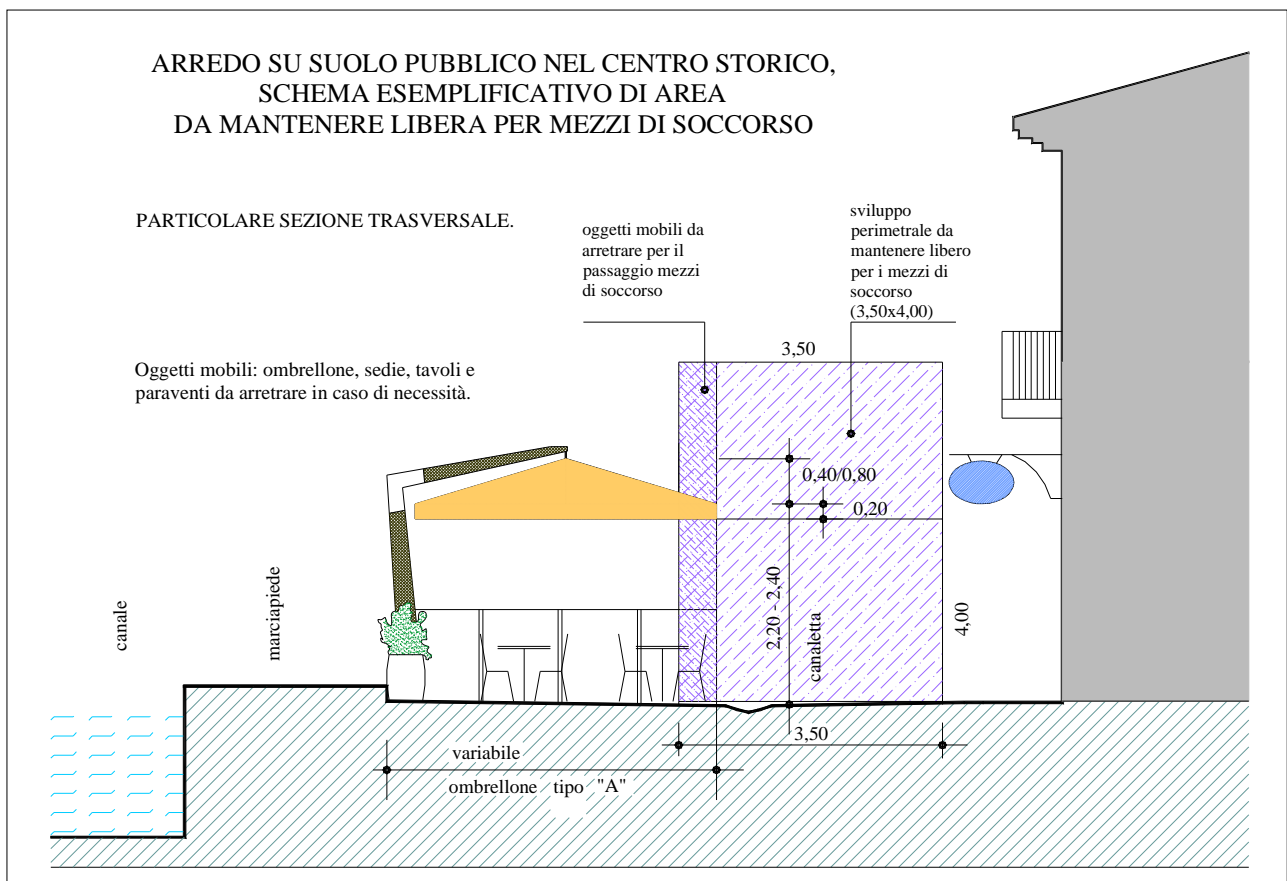 ARREDO SU SUOLO PUBBLICO NEL CENTRO STORICO,
SCHEMA ESEMPLIFICATIVO DI AREA
DA MANTENERE LIBERA PER MEZZI DI SOCCORSO
PARTICOLARE SEZIONE TRASVERSALE.
oggetti mobili da
arretrare per il
passaggio mezzi
di soccorso
sviluppo
perimetrale da
mantenere libero
per i mezzi di
soccorso
(3,50x4,00)
Oggetti mobili: ombrellone, sedie, tavoli e
paraventi da arretrare in caso di necessità.
3,50
0,40/0,80
0,20
2,20 - 2,40
canaletta
4,00
canale
marciapiede
3,50
variabile
ombrellone tipo "A"